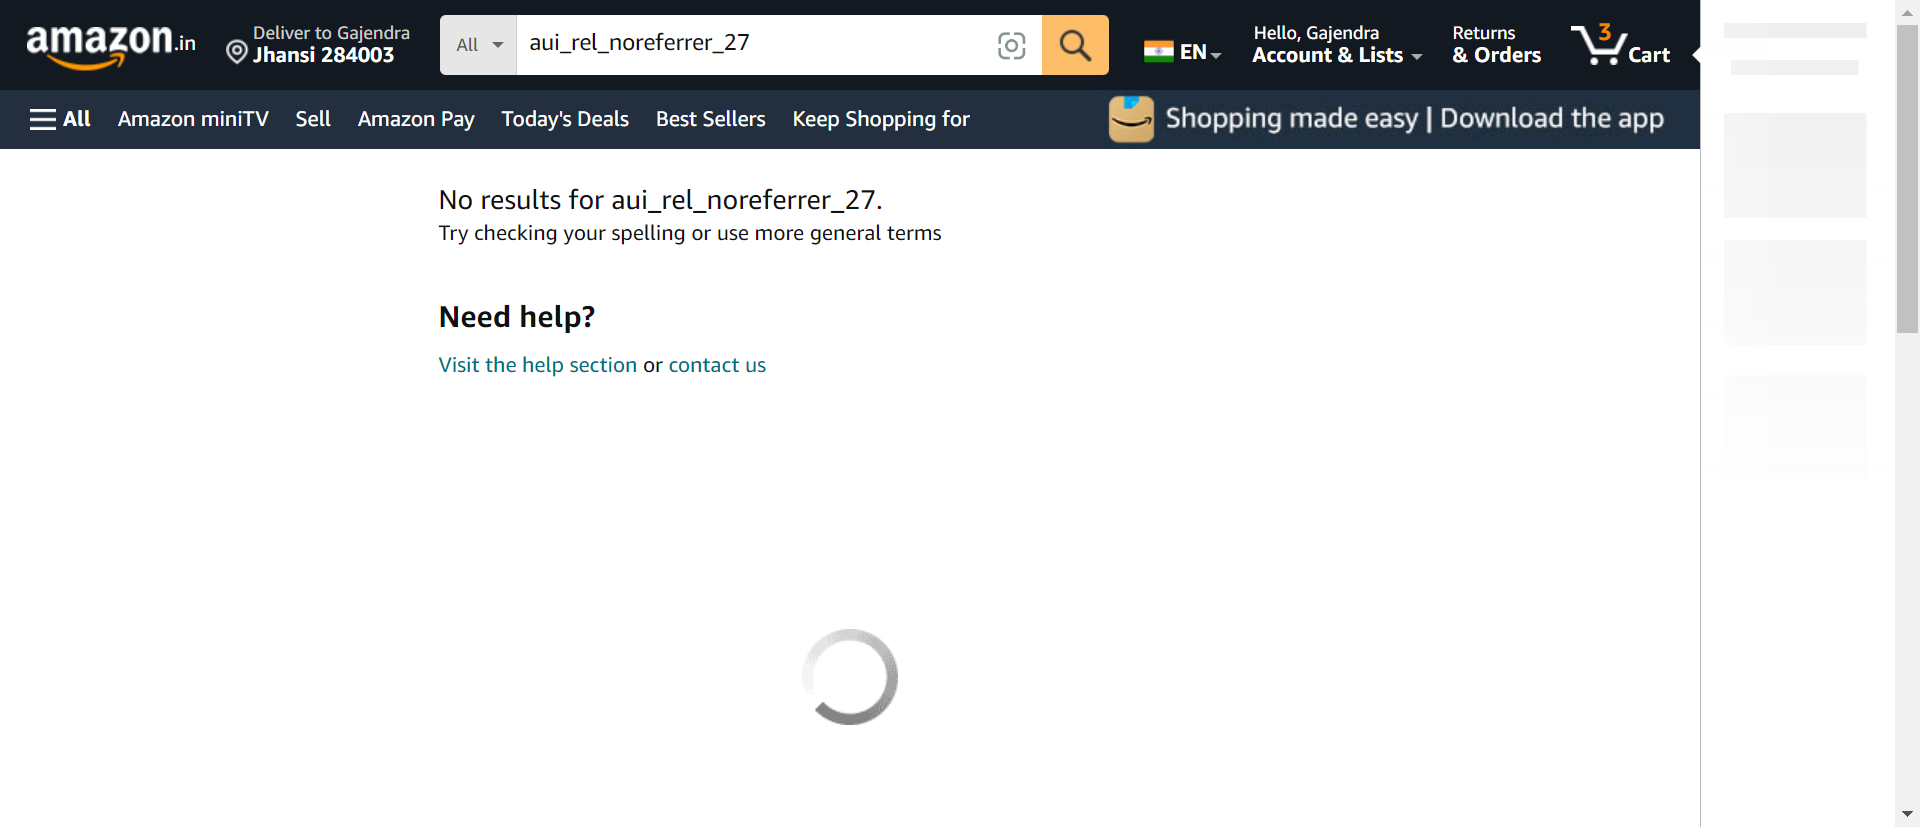 amazon.in
Deliver to Gajendra
Jhansi 284003
All
aui_rel_noreferrer_27
EN
Hello, Gajendra
Account & Lists
Returns
& Orders
3
Cart
All
Amazon miniTV
Sell
Amazon Pay
Today's Deals
Best Sellers
Keep Shopping for
Shopping made easy | Download the app
No results for aui_rel_noreferrer_27.
Try checking your spelling or use more general terms
Need help?
Visit the help section or contact us